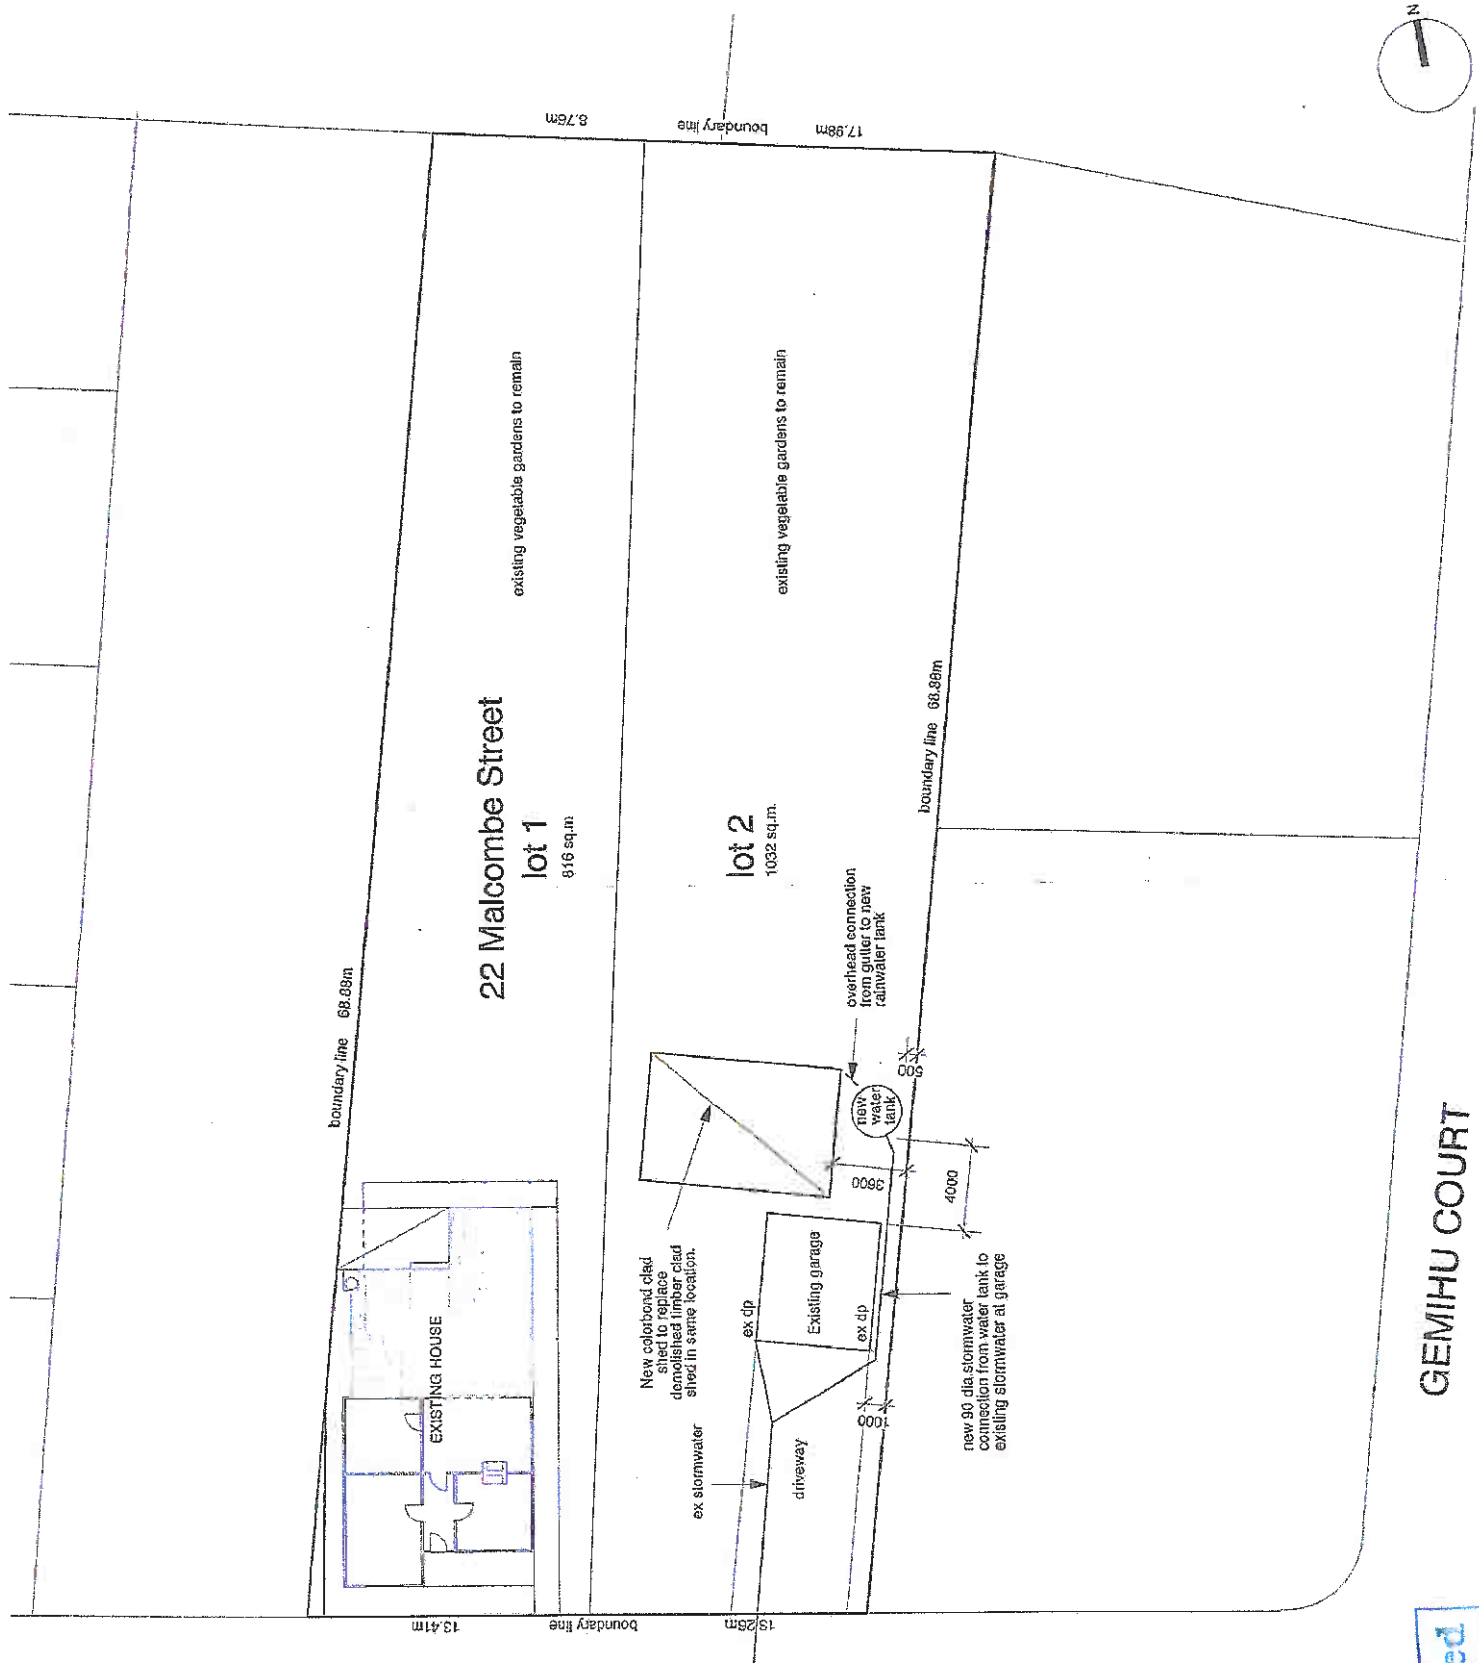 N
8.76m
boundary line
17.98m
existing vegetable gardens to remain
existing vegetable gardens to remain
22 Malcombe Street
lot 1
816 sq.m
lot 2
1032 sq.m.
boundary line 68.88m
boundary line 68.88m
overhead connection
from gutter to new
rainwater tank
new
water
tank
500
3600
4000
New colorbond clad
shed to replace
demolished timber clad
shed in same location.
ex dp
Existing garage
ex dp
EXISTING HOUSE
ex stormwater
driveway
1000
new 90 dia.stormwater
connection from water tank to
existing stormwater at garage
13.41m
boundary line
GEMIHU COURT